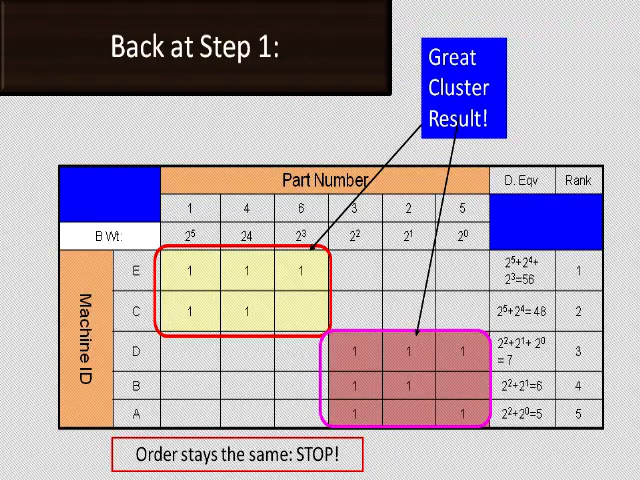 Back at Step 1:
Great
Cluster
Result!
Part Number D. Eqv Rank
1 4 6 3 2 5
B Wt: 2⁵ 24 2³ 2² 2¹ 2⁰
Machine ID
E 1 1 1 2⁵+2⁴+ 2³=56 1
C 1 1 2⁵+2⁴= 48 2
D 1 1 1 2²+2¹+ 2⁰ = 7 3
B 1 1 2²+2¹=6 4
A 1 1 2²+2⁰=5 5
Order stays the same: STOP!